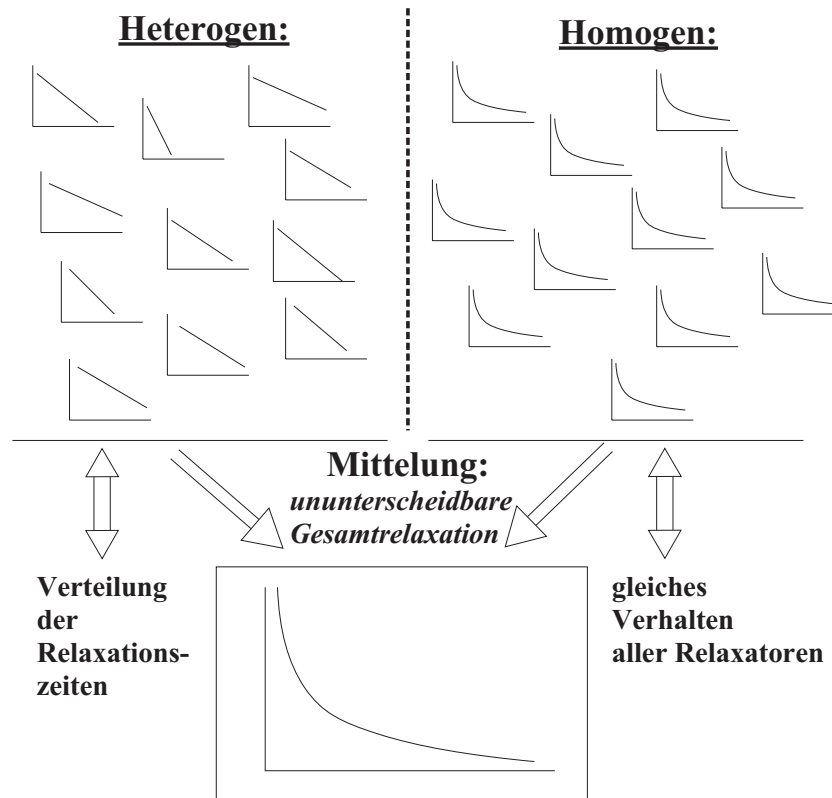 Heterogen:
Homogen:
Mittelung:
ununterscheidbare
Gesamtrelaxation
Verteilung
der
Relaxations-
zeiten
gleiches
Verhalten
aller Relaxatoren